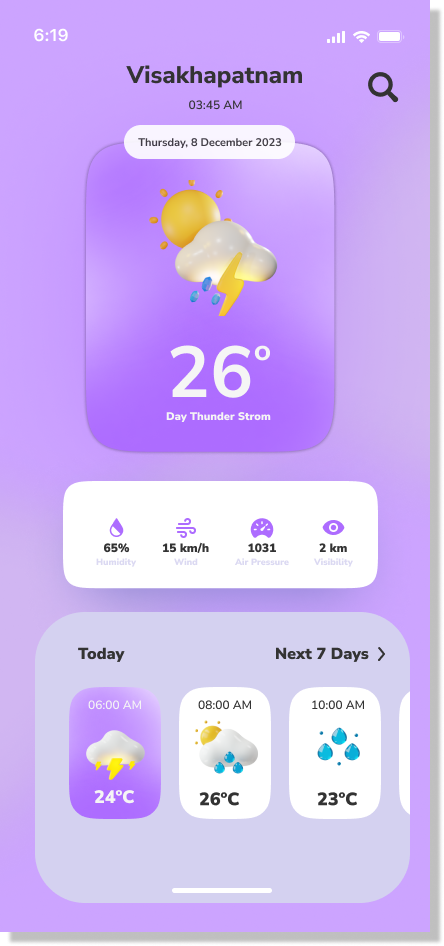 6:19
Visakhapatnam
03:45 AM
Thursday, 8 December 2023
26°
Day Thunder Strom
65% 15 km/h 1031 2 km
Humidity Wind Air Pressure Visibility
Today Next 7 Days
06:00 AM 08:00 AM 10:00 AM
24°C 26°C 23°C